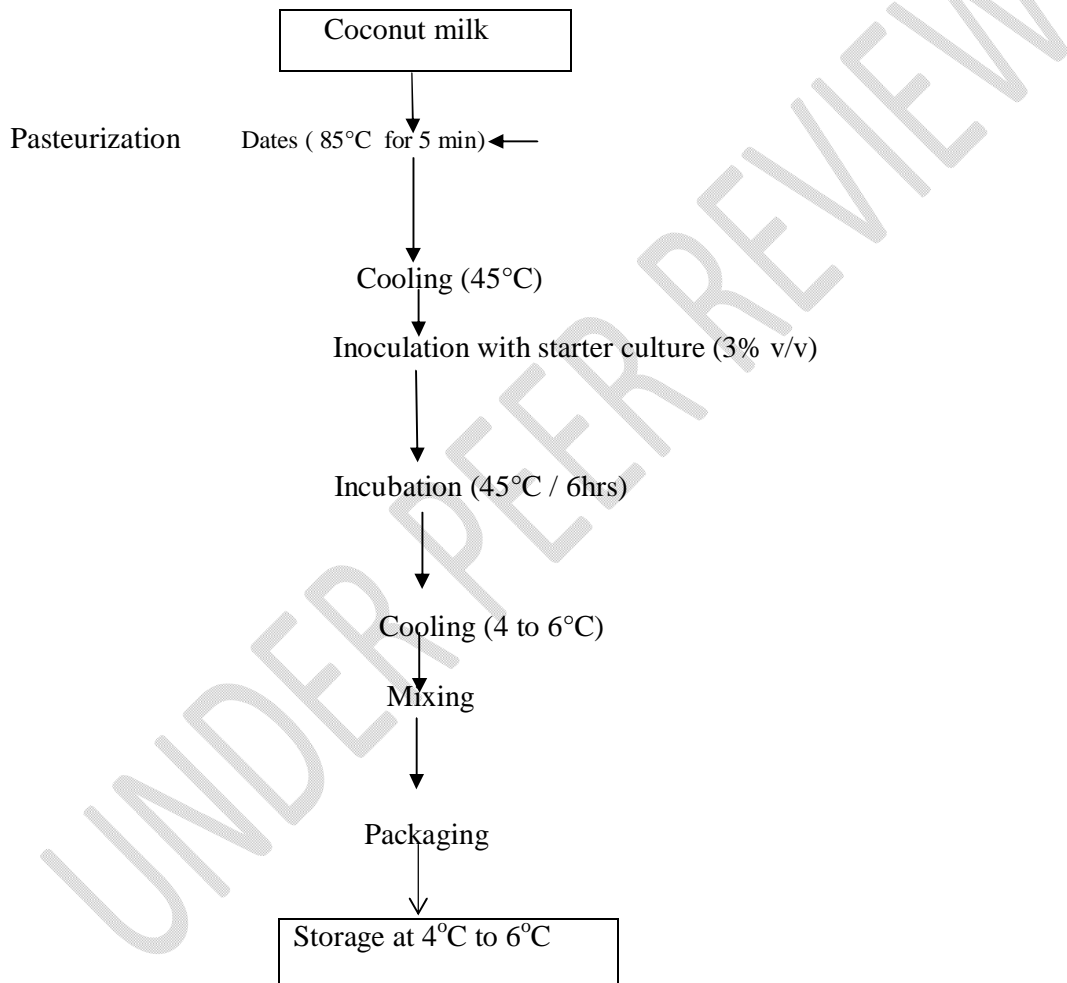 Coconut milk
Pasteurization Dates ( 85°C for 5 min)
Cooling (45°C)
Inoculation with starter culture (3% v/v)
Incubation (45°C / 6hrs)
Cooling (4 to 6°C)
Mixing
Packaging
Storage at 4°C to 6°C
UNDER PEER REVIEW